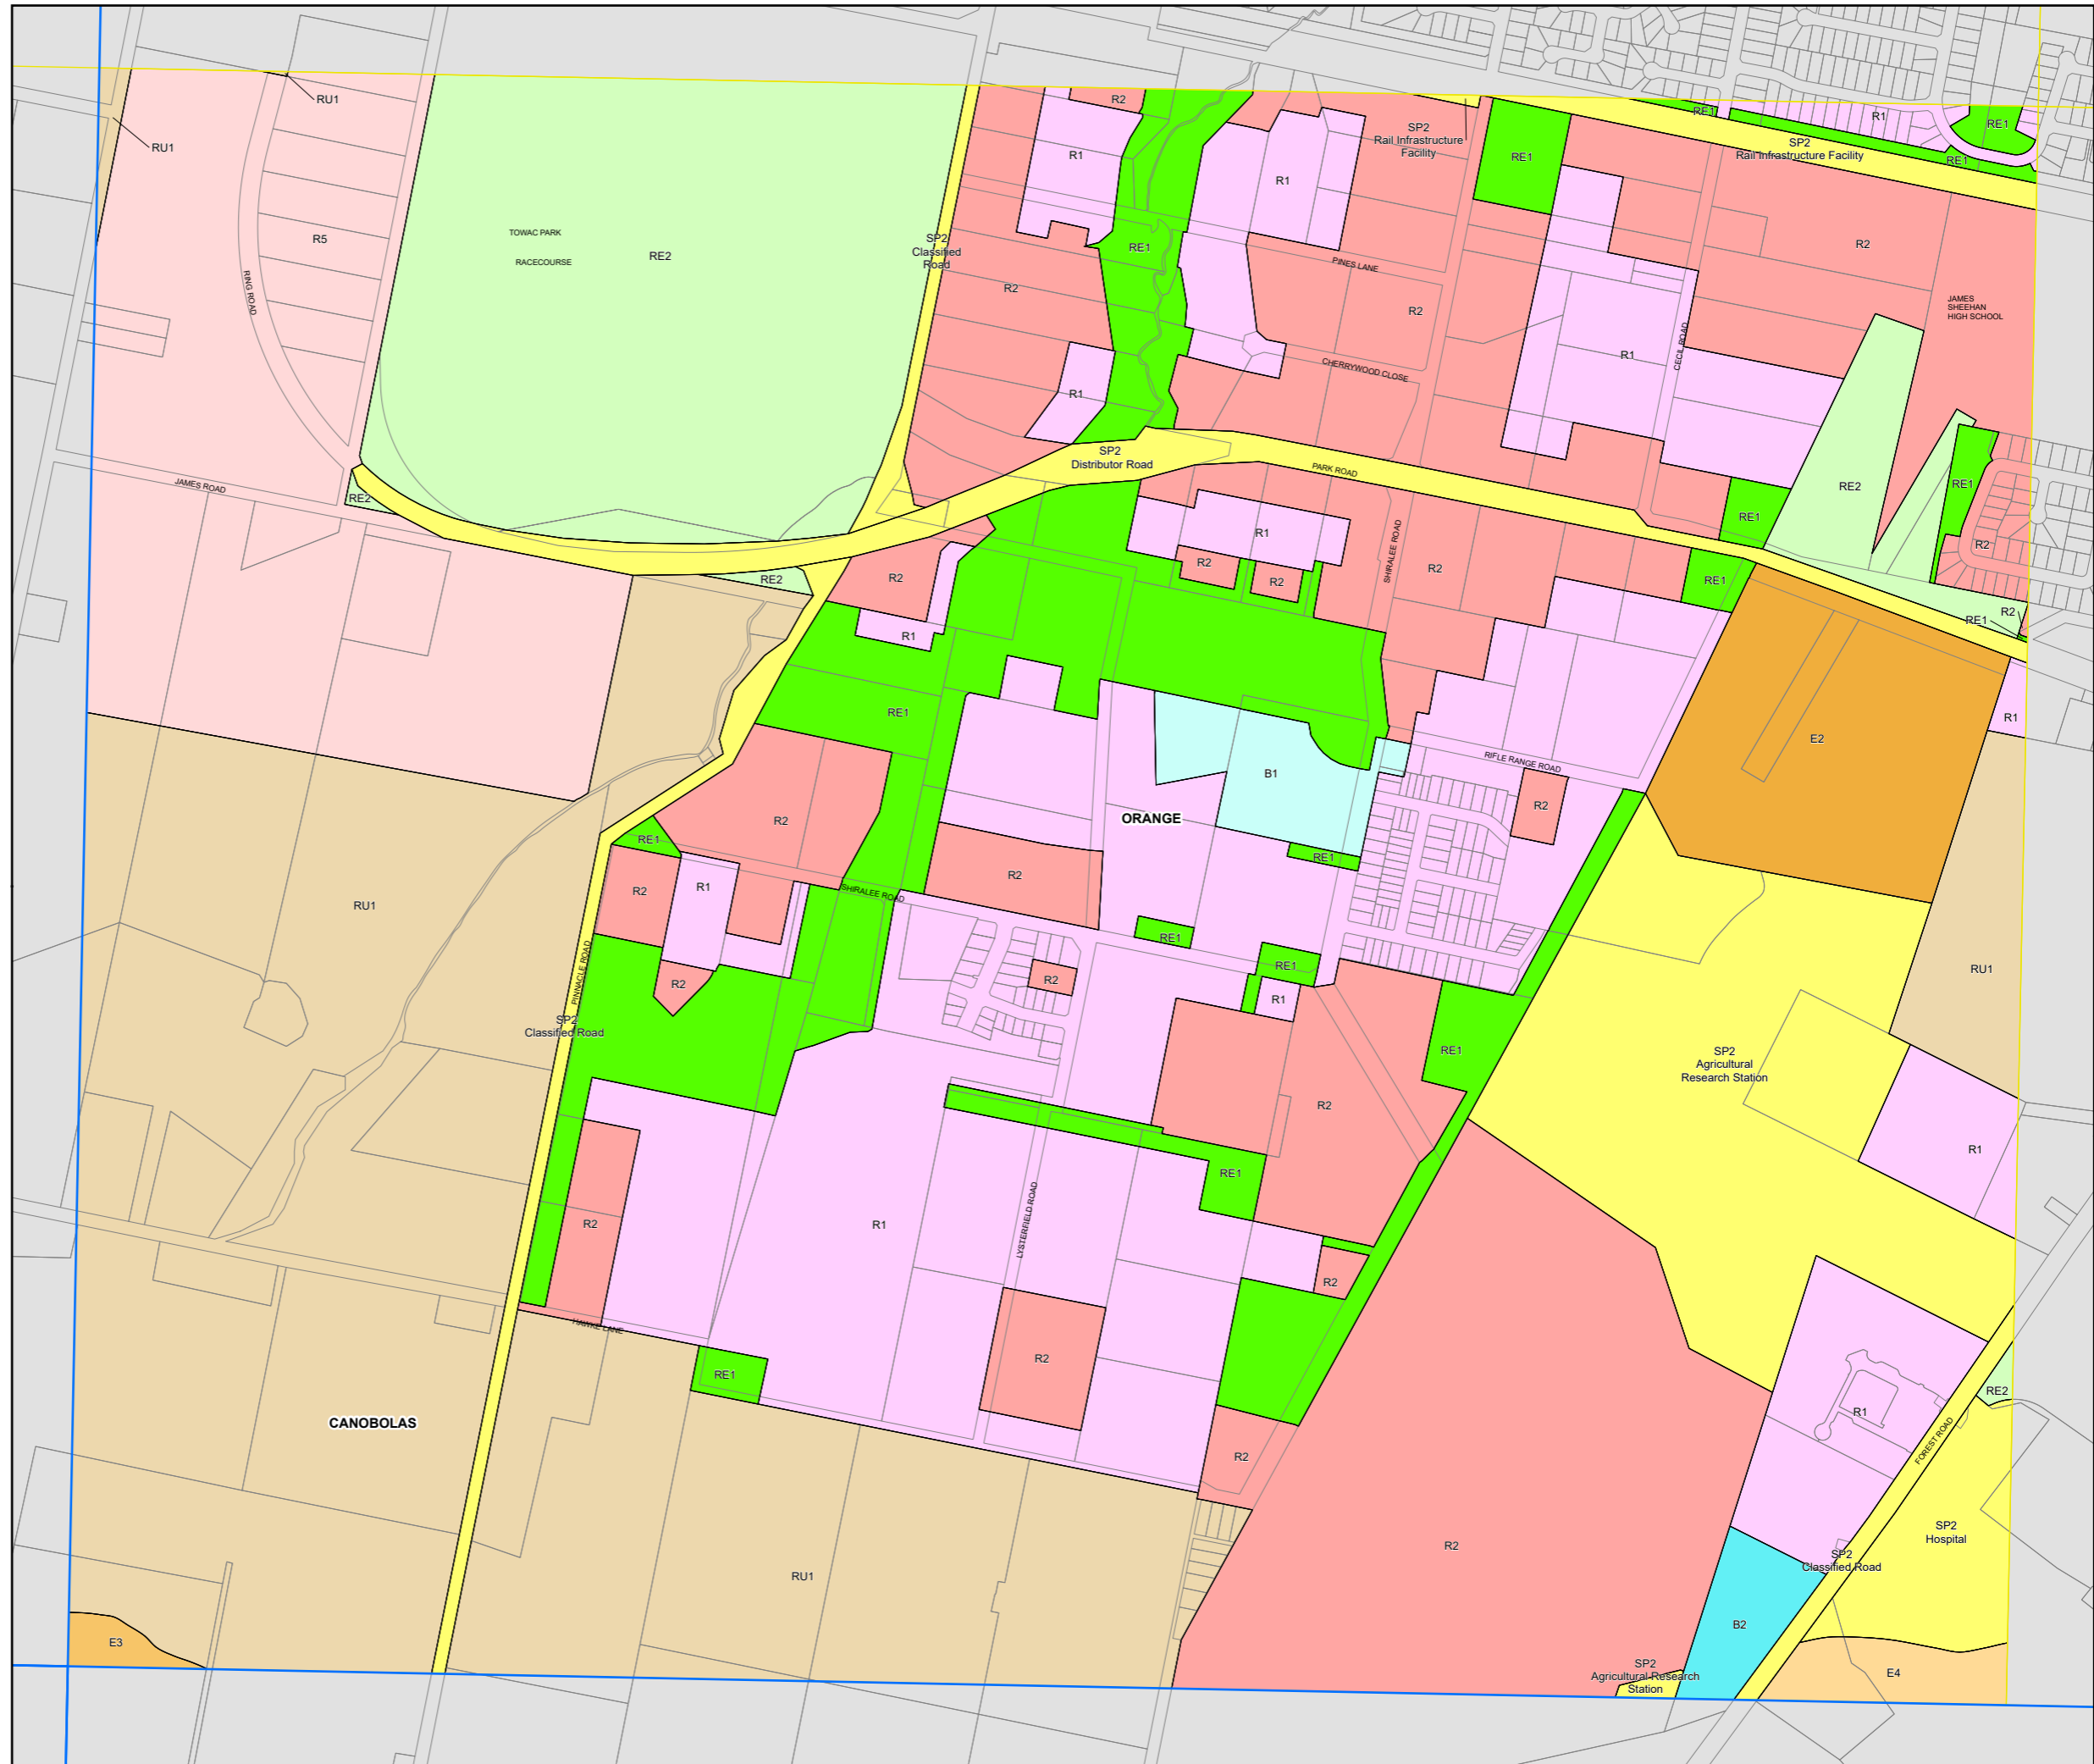 RU1
RU1
R5
RING ROAD
TOWAC PARK
RACECOURSE
RE2
SP2
Classified
Road
R2
R1
RE1
R2
R1
R1
SP2
Rail Infrastructure
Facility
RE1
RE1
R1
RE1
SP2
Rail Infrastructure Facility
RE1
R2
PINES LANE
R2
CHERRYWOOD CLOSE
R1
CECIL ROAD
JAMES
SHEEHAN
HIGH SCHOOL
SP2
Distributor Road
PARK ROAD
JAMES ROAD
RE2
RE2
RE1
RE1
R2
R2
RE1
RE2
R2
R1
R1
R2
R2
SHIRALEE ROAD
R2
RE1
RE1
E2
R1
B1
RIFLE RANGE ROAD
R2
ORANGE
RE1
R2
RE1
R2
R1
R2
SHIRALEE ROAD
R2
RU1
RE1
RE1
R1
R2
R2
PINNACLE ROAD
SP2
Classified Road
RE1
SP2
Agricultural
Research Station
RU1
R1
R2
RE1
R2
R1
LYSTERFIELD ROAD
R2
HAWKE LANE
RE1
R2
R2
CANOBOLAS
RU1
R2
R1
RE2
FOREST ROAD
SP2
Hospital
SP2
Classified Road
B2
E4
SP2
Agricultural Research
Station
E3